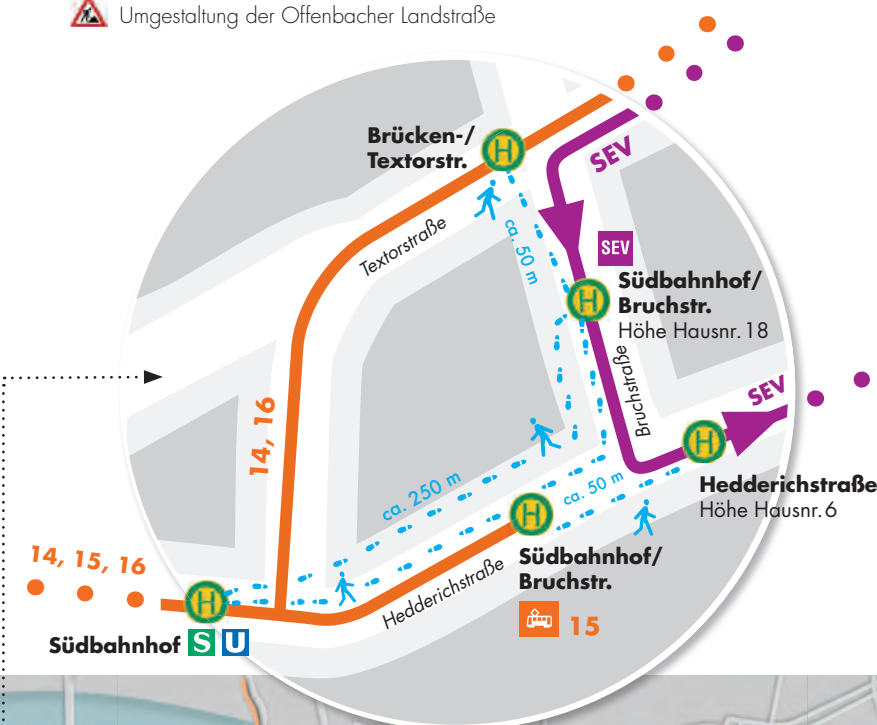 Umgestaltung der Offenbacher Landstraße
Brücken-/
Textorstr.
H
SEV
Textorstraße
ca. 50 m
SEV
Südbahnhof/
Bruchstr.
Höhe Hausnr. 18
H
Bruchstraße
14, 16
SEV
H
Hedderichstraße
Höhe Hausnr. 6
ca. 250 m
ca. 50 m
H
Südbahnhof/
Bruchstr.
15
Hedderichstraße
14, 15, 16
H
Südbahnhof S U